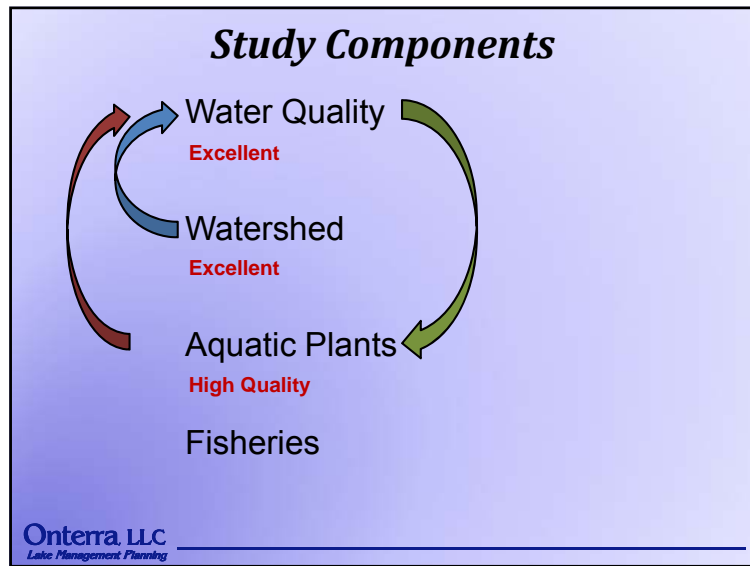 Study Components
Water Quality
Excellent
Watershed
Excellent
Aquatic Plants
High Quality
Fisheries
Onterra, LLC
Lake Management Planning